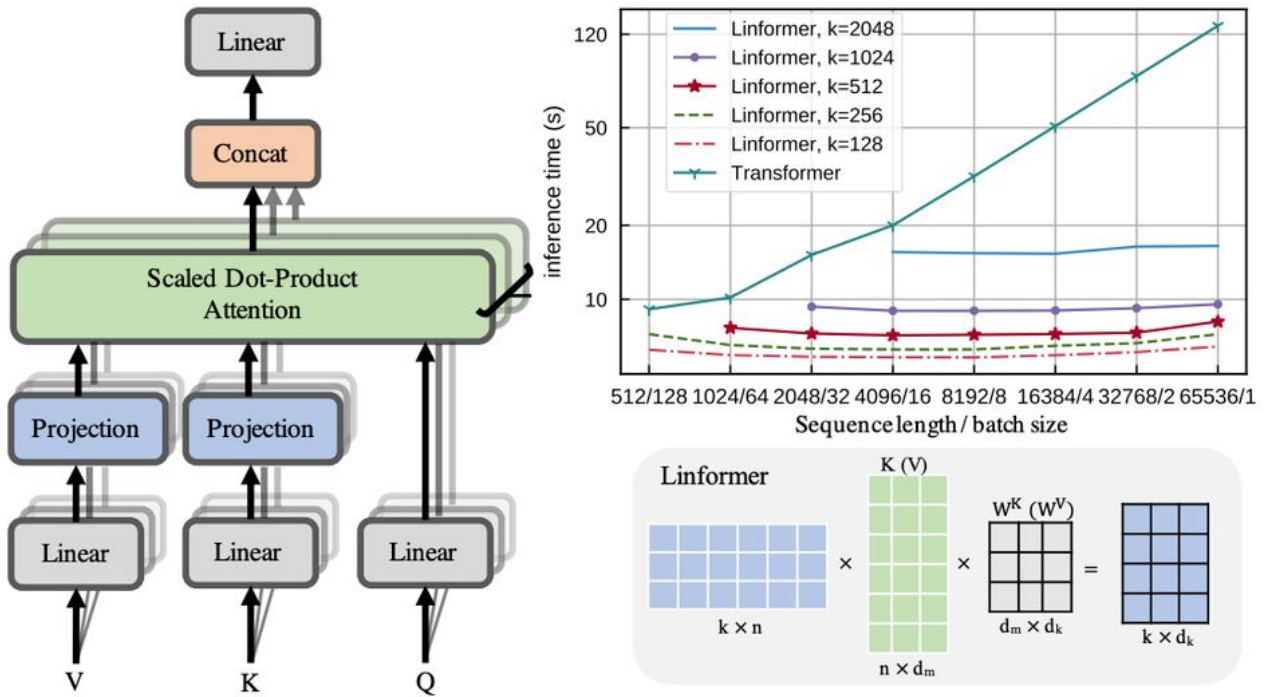 Linear
Concat
Scaled Dot-Product
Attention
Projection
Projection
Linear
Linear
Linear
V
K
Q
Linformer, k=2048
Linformer, k=1024
Linformer, k=512
Linformer, k=256
Linformer, k=128
Transformer
inference time (s)
120
50
20
10
512/128 1024/64 2048/32 4096/16 8192/8 16384/4 32768/2 65536/1
Sequence length / batch size
Linformer
K (V)
W^K (W^V)
× × =
k × n
n × d_m
d_m × d_k
k × d_k